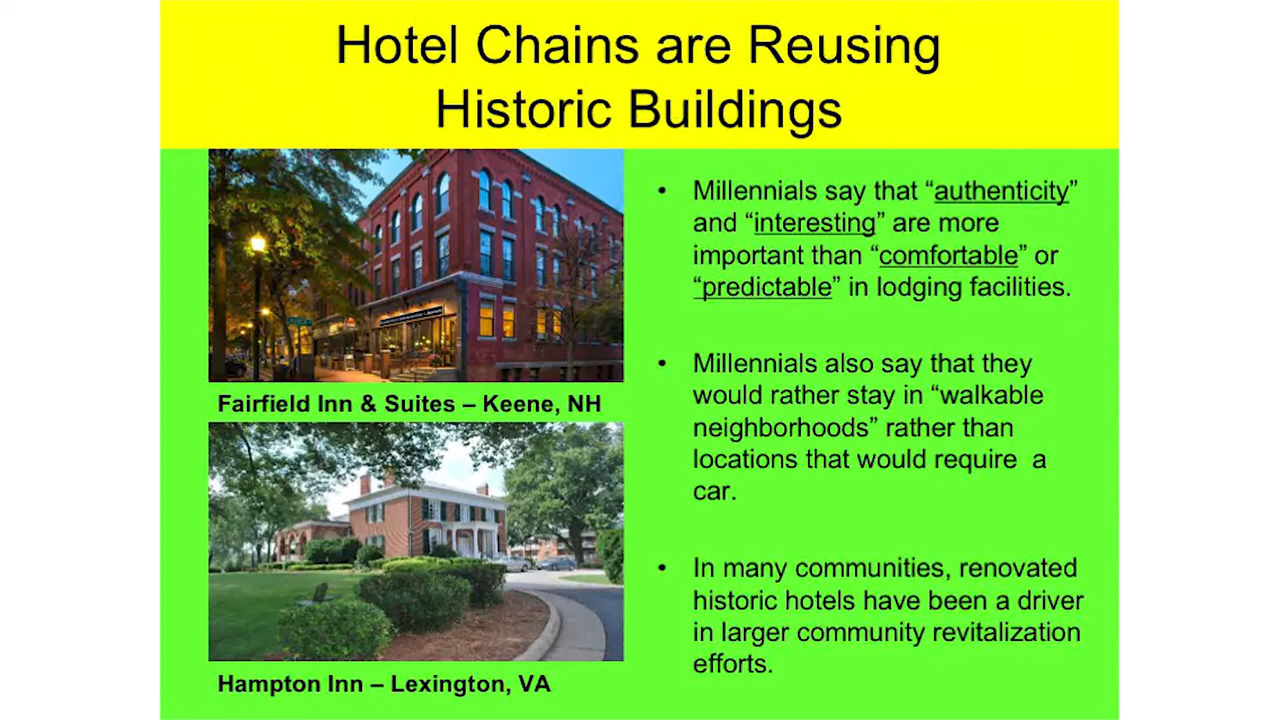 Hotel Chains are Reusing
Historic Buildings
Fairfield Inn & Suites – Keene, NH
Hampton Inn – Lexington, VA
• Millennials say that “authenticity”
and “interesting” are more
important than “comfortable” or
“predictable” in lodging facilities.
• Millennials also say that they
would rather stay in “walkable
neighborhoods” rather than
locations that would require a
car.
• In many communities, renovated
historic hotels have been a driver
in larger community revitalization
efforts.